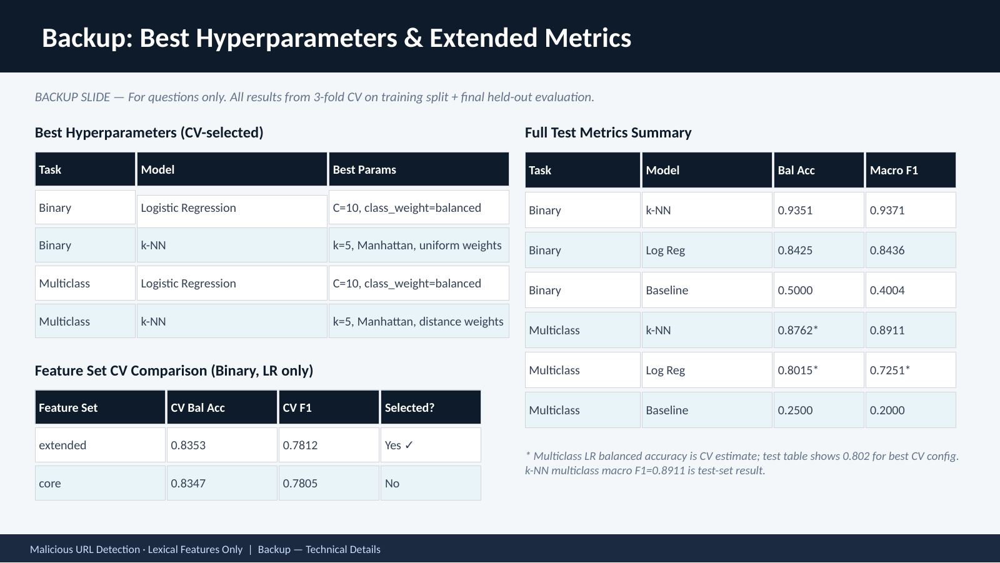 Backup: Best Hyperparameters & Extended Metrics
BACKUP SLIDE — For questions only. All results from 3-fold CV on training split + final held-out evaluation.
Best Hyperparameters (CV-selected)
Task Model Best Params
Binary Logistic Regression C=10, class_weight=balanced
Binary k-NN k=5, Manhattan, uniform weights
Multiclass Logistic Regression C=10, class_weight=balanced
Multiclass k-NN k=5, Manhattan, distance weights
Feature Set CV Comparison (Binary, LR only)
Feature Set CV Bal Acc CV F1 Selected?
extended 0.8353 0.7812 Yes ✓
core 0.8347 0.7805 No
Full Test Metrics Summary
Task Model Bal Acc Macro F1
Binary k-NN 0.9351 0.9371
Binary Log Reg 0.8425 0.8436
Binary Baseline 0.5000 0.4004
Multiclass k-NN 0.8762* 0.8911
Multiclass Log Reg 0.8015* 0.7251*
Multiclass Baseline 0.2500 0.2000
* Multiclass LR balanced accuracy is CV estimate; test table shows 0.802 for best CV config.
k-NN multiclass macro F1=0.8911 is test-set result.
Malicious URL Detection · Lexical Features Only | Backup — Technical Details